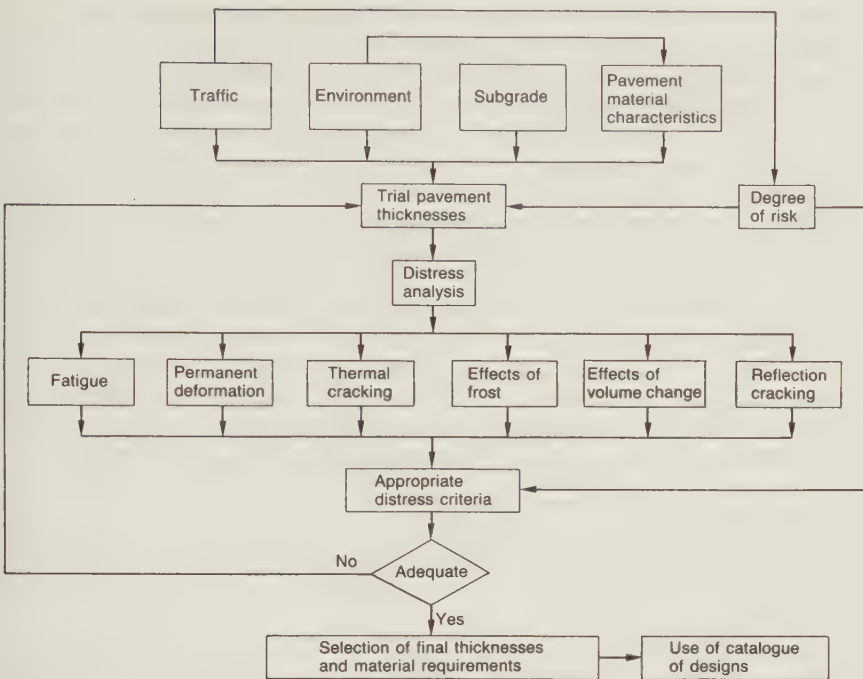 Traffic
Environment
Subgrade
Pavement
material
characteristics
Trial pavement
thicknesses
Degree
of risk
Distress
analysis
Fatigue
Permanent
deformation
Thermal
cracking
Effects of
frost
Effects of
volume change
Reflection
cracking
Appropriate
distress criteria
No
Adequate
Yes
Selection of final thicknesses
and material requirements
Use of catalogue
of designs